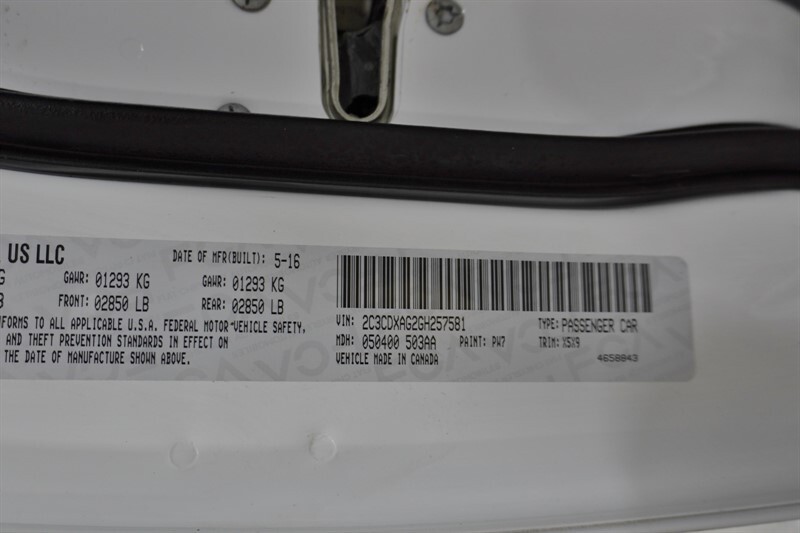 US LLC
DATE OF MFR(BUILT): 5-16
G GAWR: 01293 KG GAWR: 01293 KG
B FRONT: 02850 LB REAR: 02850 LB
FORMS TO ALL APPLICABLE U.S.A. FEDERAL MOTOR VEHICLE SAFETY,
AND THEFT PREVENTION STANDARDS IN EFFECT ON
THE DATE OF MANUFACTURE SHOWN ABOVE.
VIN: 2C3CDXAG2GH257581 TYPE: PASSENGER CAR
MDH: 050400 503AA PAINT: PW7 TRIM: X5X9
VEHICLE MADE IN CANADA 4658843